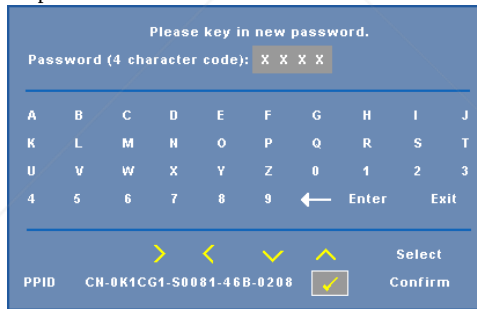 Please key in new password.
Password (4 character code): X X X X
A B C D E F G H I J
K L M N O P Q R S T
U V W X Y Z 0 1 2 3
4 5 6 7 8 9 Enter Exit
Select
PPID CN-0K1CG1-S0081-46B-0208 Confirm